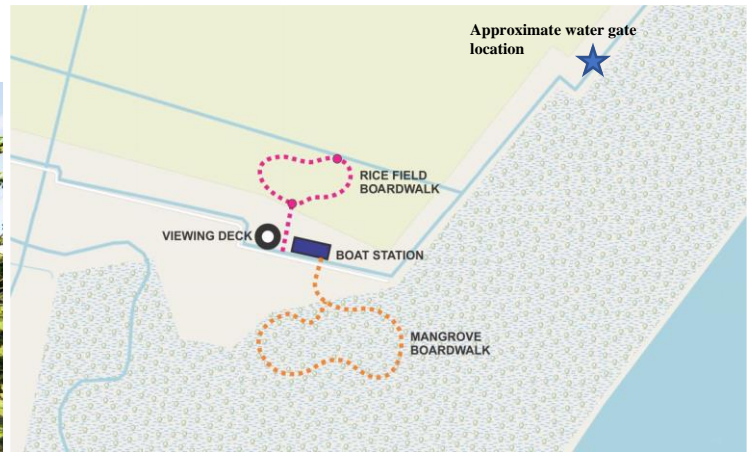 Approximate water gate
location
RICE FIELD
BOARDWALK
VIEWING DECK
BOAT STATION
MANGROVE
BOARDWALK